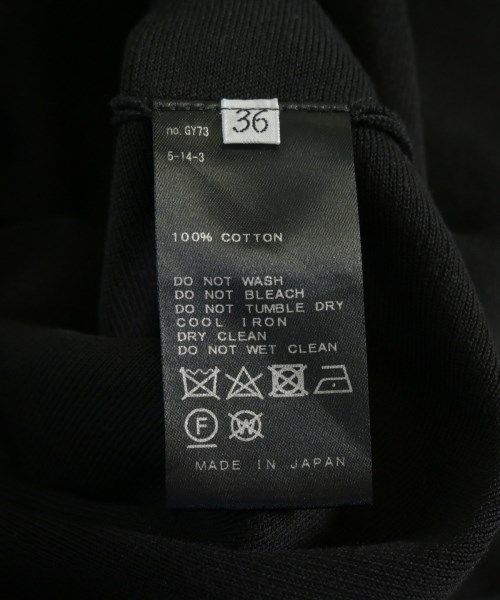 36
no. GY73
5-14-3
100% COTTON
DO NOT WASH
DO NOT BLEACH
DO NOT TUMBLE DRY
COOL IRON
DRY CLEAN
DO NOT WET CLEAN
F W
MADE IN JAPAN